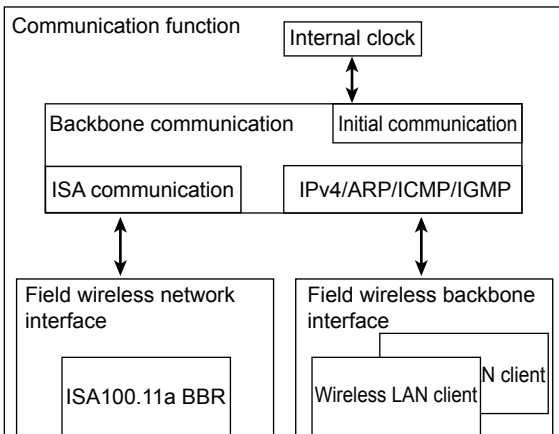 Communication function
Internal clock
Backbone communication
Initial communication
ISA communication
IPv4/ARP/ICMP/IGMP
Field wireless network
interface
ISA100.11a BBR
Field wireless backbone
interface
N client
Wireless LAN client